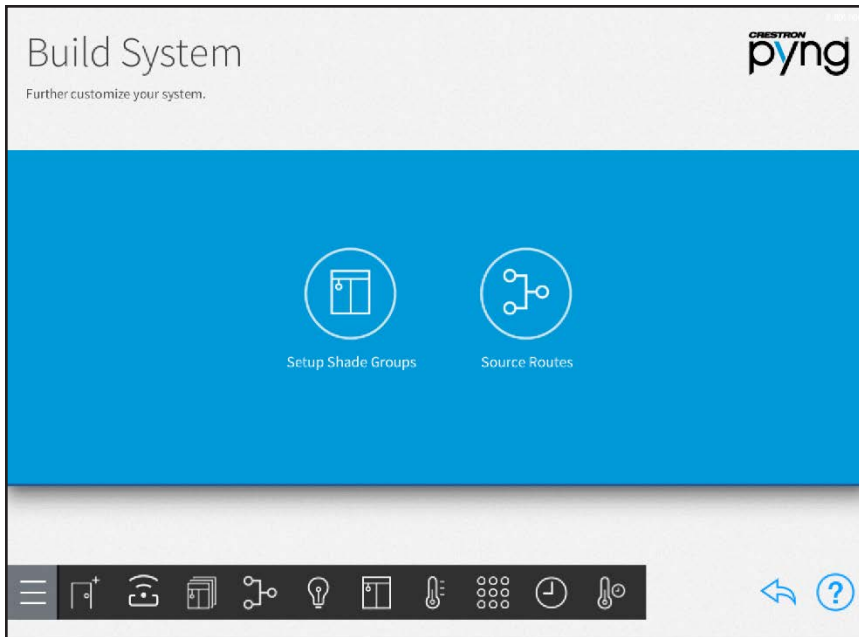 Build System
CRESTRON
pyng
Further customize your system.
Setup Shade Groups
Source Routes
?